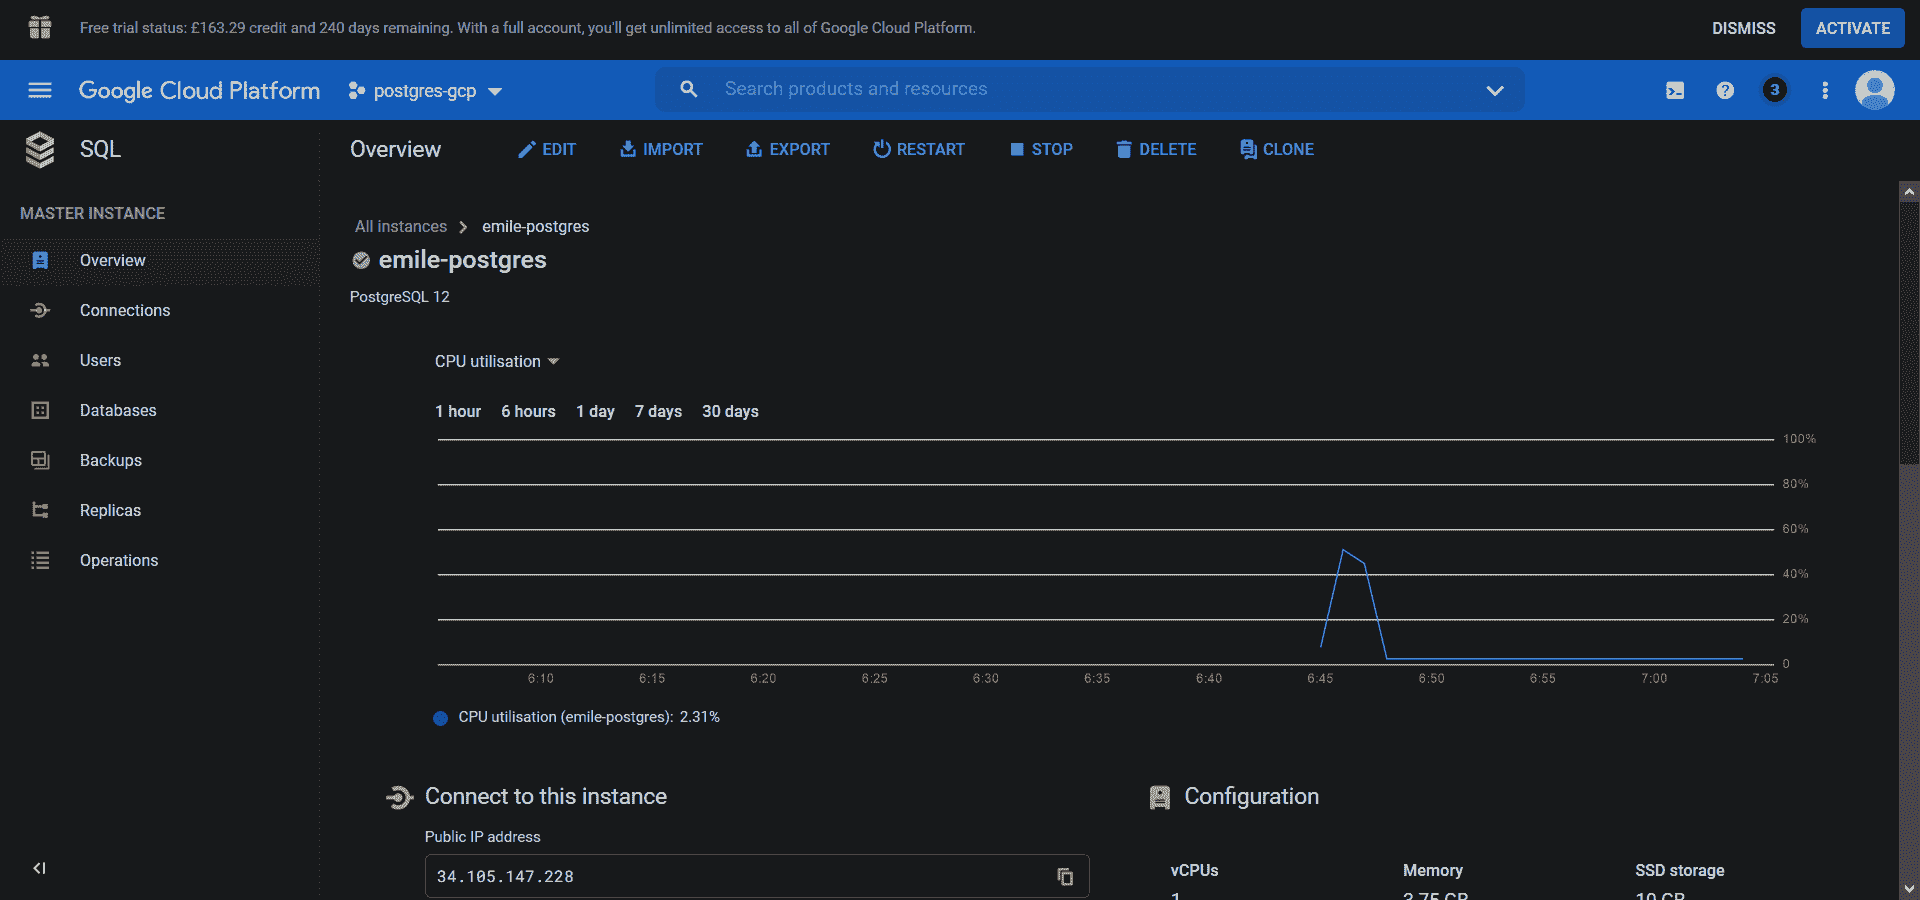 Free trial status: £163.29 credit and 240 days remaining. With a full account, you'll get unlimited access to all of Google Cloud Platform.
DISMISS
ACTIVATE
Google Cloud Platform
postgres-gcp
Search products and resources
3
SQL
Overview
EDIT
IMPORT
EXPORT
RESTART
STOP
DELETE
CLONE
MASTER INSTANCE
Overview
Connections
Users
Databases
Backups
Replicas
Operations
All instances
emile-postgres
emile-postgres
PostgreSQL 12
CPU utilisation
1 hour 6 hours 1 day 7 days 30 days
100%
80%
60%
40%
20%
0
6:10 6:15 6:20 6:25 6:30 6:35 6:40 6:45 6:50 6:55 7:00 7:05
CPU utilisation (emile-postgres): 2.31%
Connect to this instance
Public IP address
34.105.147.228
Configuration
vCPUs Memory SSD storage
1 3.75 GB 10 GB